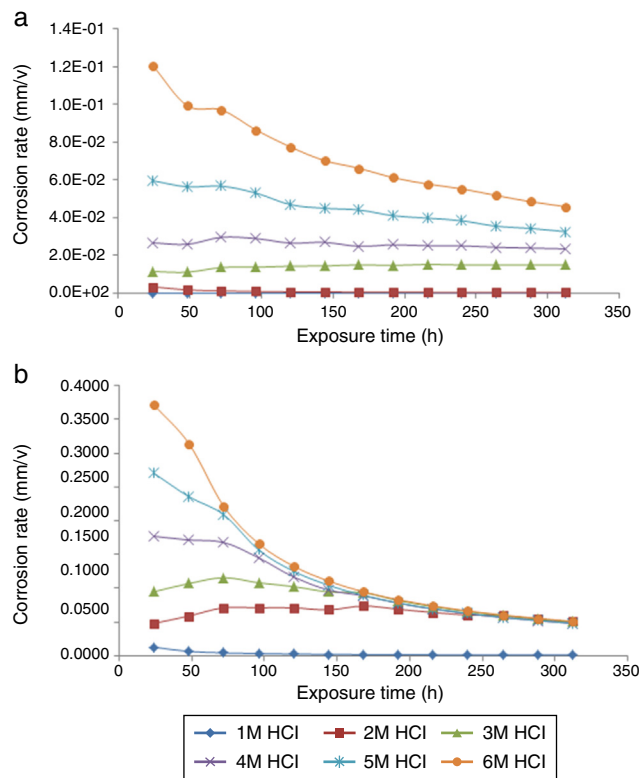 a
1.4E-01
1.2E-01
1.0E-01
8.0E-02
6.0E-02
4.0E-02
2.0E-02
0.0E+02
Corrosion rate (mm/v)
0 50 100 150 200 250 300 350
Exposure time (h)
b
0.4000
0.3500
0.3000
0.2500
0.2000
0.1500
0.1000
0.0500
0.0000
Corrosion rate (mm/v)
0 50 100 150 200 250 300 350
Exposure time (h)
1M HCl 2M HCl 3M HCl
4M HCl 5M HCl 6M HCl